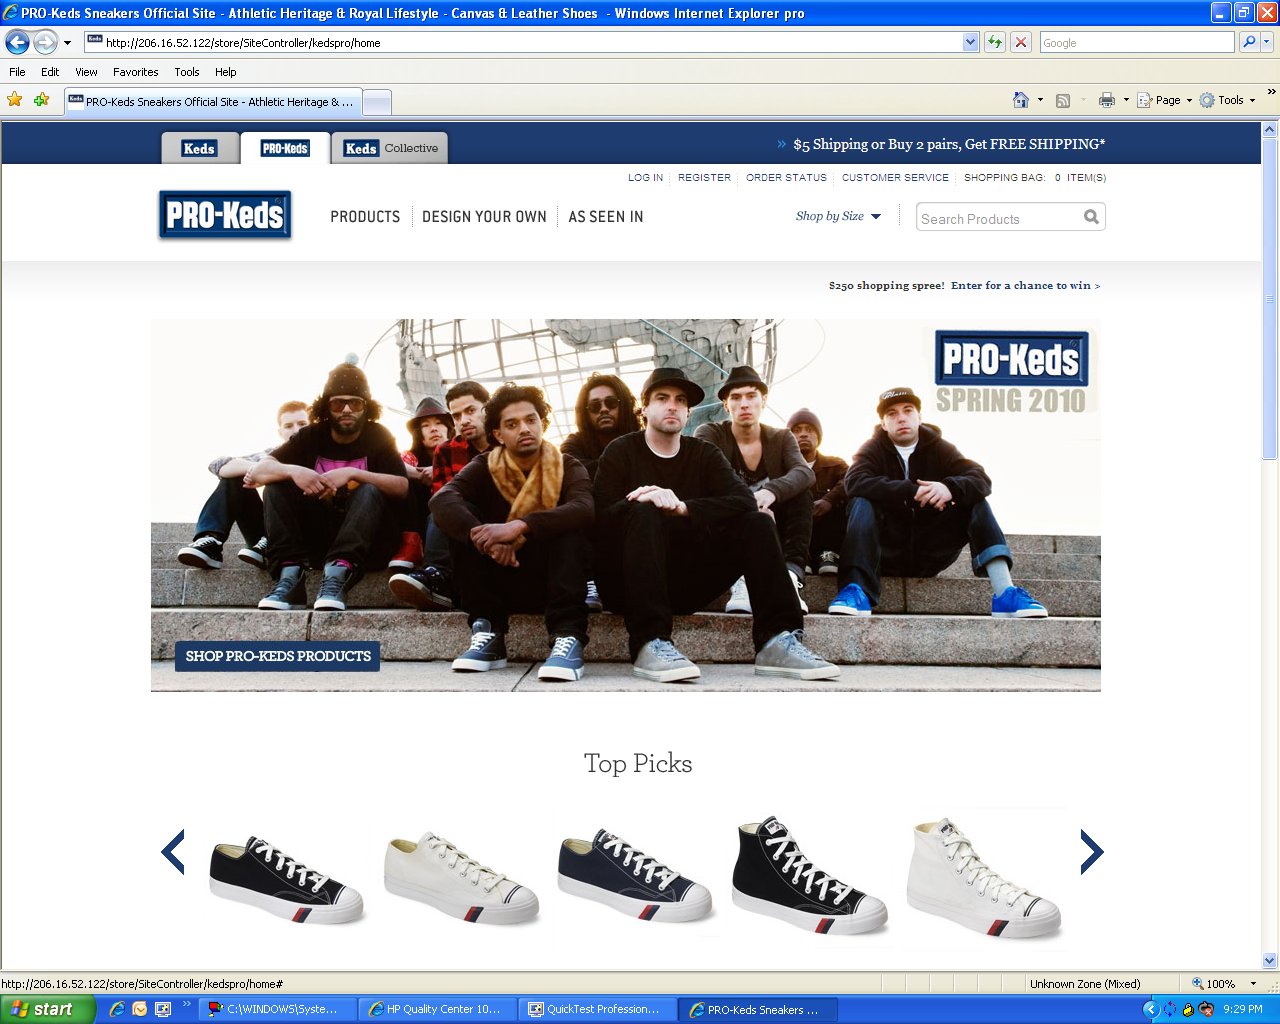 PRO-Keds Sneakers Official Site - Athletic Heritage & Royal Lifestyle - Canvas & Leather Shoes - Windows Internet Explorer pro
http://206.16.52.122/store/SiteController/kedspro/home
Google
File Edit View Favorites Tools Help
PRO-Keds Sneakers Official Site - Athletic Heritage & ...
Page Tools
Keds PRO-Keds Keds Collective
» $5 Shipping or Buy 2 pairs, Get FREE SHIPPING*
LOG IN REGISTER ORDER STATUS CUSTOMER SERVICE SHOPPING BAG: 0 ITEM(S)
PRO-Keds
PRODUCTS DESIGN YOUR OWN AS SEEN IN
Shop by Size
Search Products
$250 shopping spree! Enter for a chance to win >
PRO-Keds
SPRING 2010
SHOP PRO-KEDS PRODUCTS
Top Picks
http://206.16.52.122/store/SiteController/kedspro/home#
Unknown Zone (Mixed)
100%
start
C:\WINDOWS\Syste...
HP Quality Center 10...
QuickTest Profession...
PRO-Keds Sneakers ...
9:29 PM